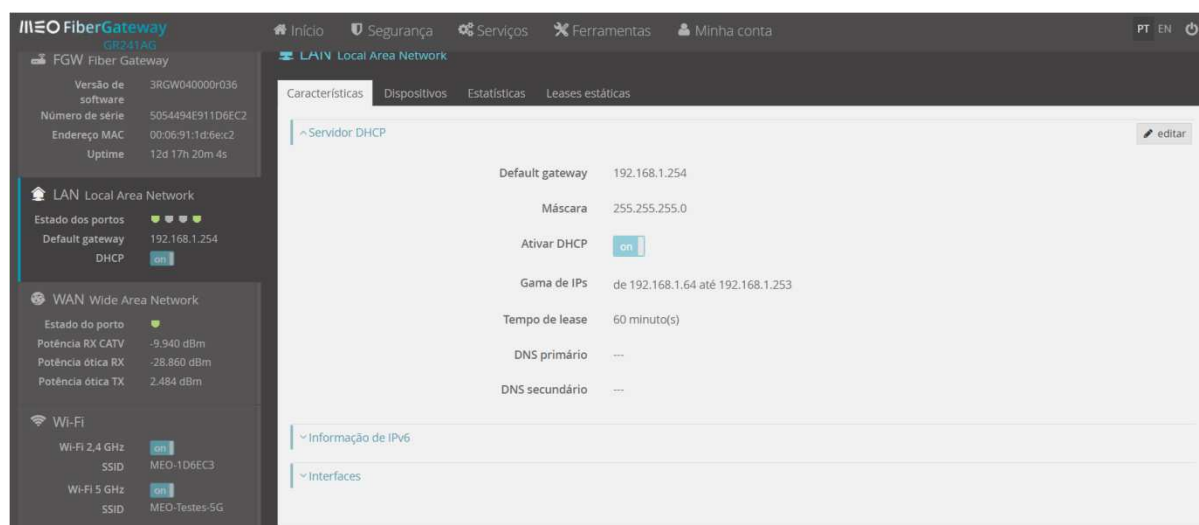 MEO FiberGateway
GR241AG
Início Segurança Serviços Ferramentas Minha conta PT EN
FGW Fiber Gateway
Versão de software 3RGW040000r036
Número de série 5054494E911D6EC2
Endereço MAC 00:06:91:1d:6e:c2
Uptime 12d 17h 20m 4s
LAN Local Area Network
Estado dos portos
Default gateway 192.168.1.254
DHCP on
WAN Wide Area Network
Estado do porto
Potência RX CATV -9.940 dBm
Potência ótica RX -28.860 dBm
Potência ótica TX 2.484 dBm
Wi-Fi
Wi-Fi 2,4 GHz on
SSID MEO-1D6EC3
Wi-Fi 5 GHz on
SSID MEO-Testes-5G
LAN Local Area Network
Características Dispositivos Estatísticas Leases estáticas
Servidor DHCP editar
Default gateway 192.168.1.254
Máscara 255.255.255.0
Ativar DHCP on
Gama de IPs de 192.168.1.64 até 192.168.1.253
Tempo de lease 60 minuto(s)
DNS primário ---
DNS secundário ---
Informação de IPv6
Interfaces